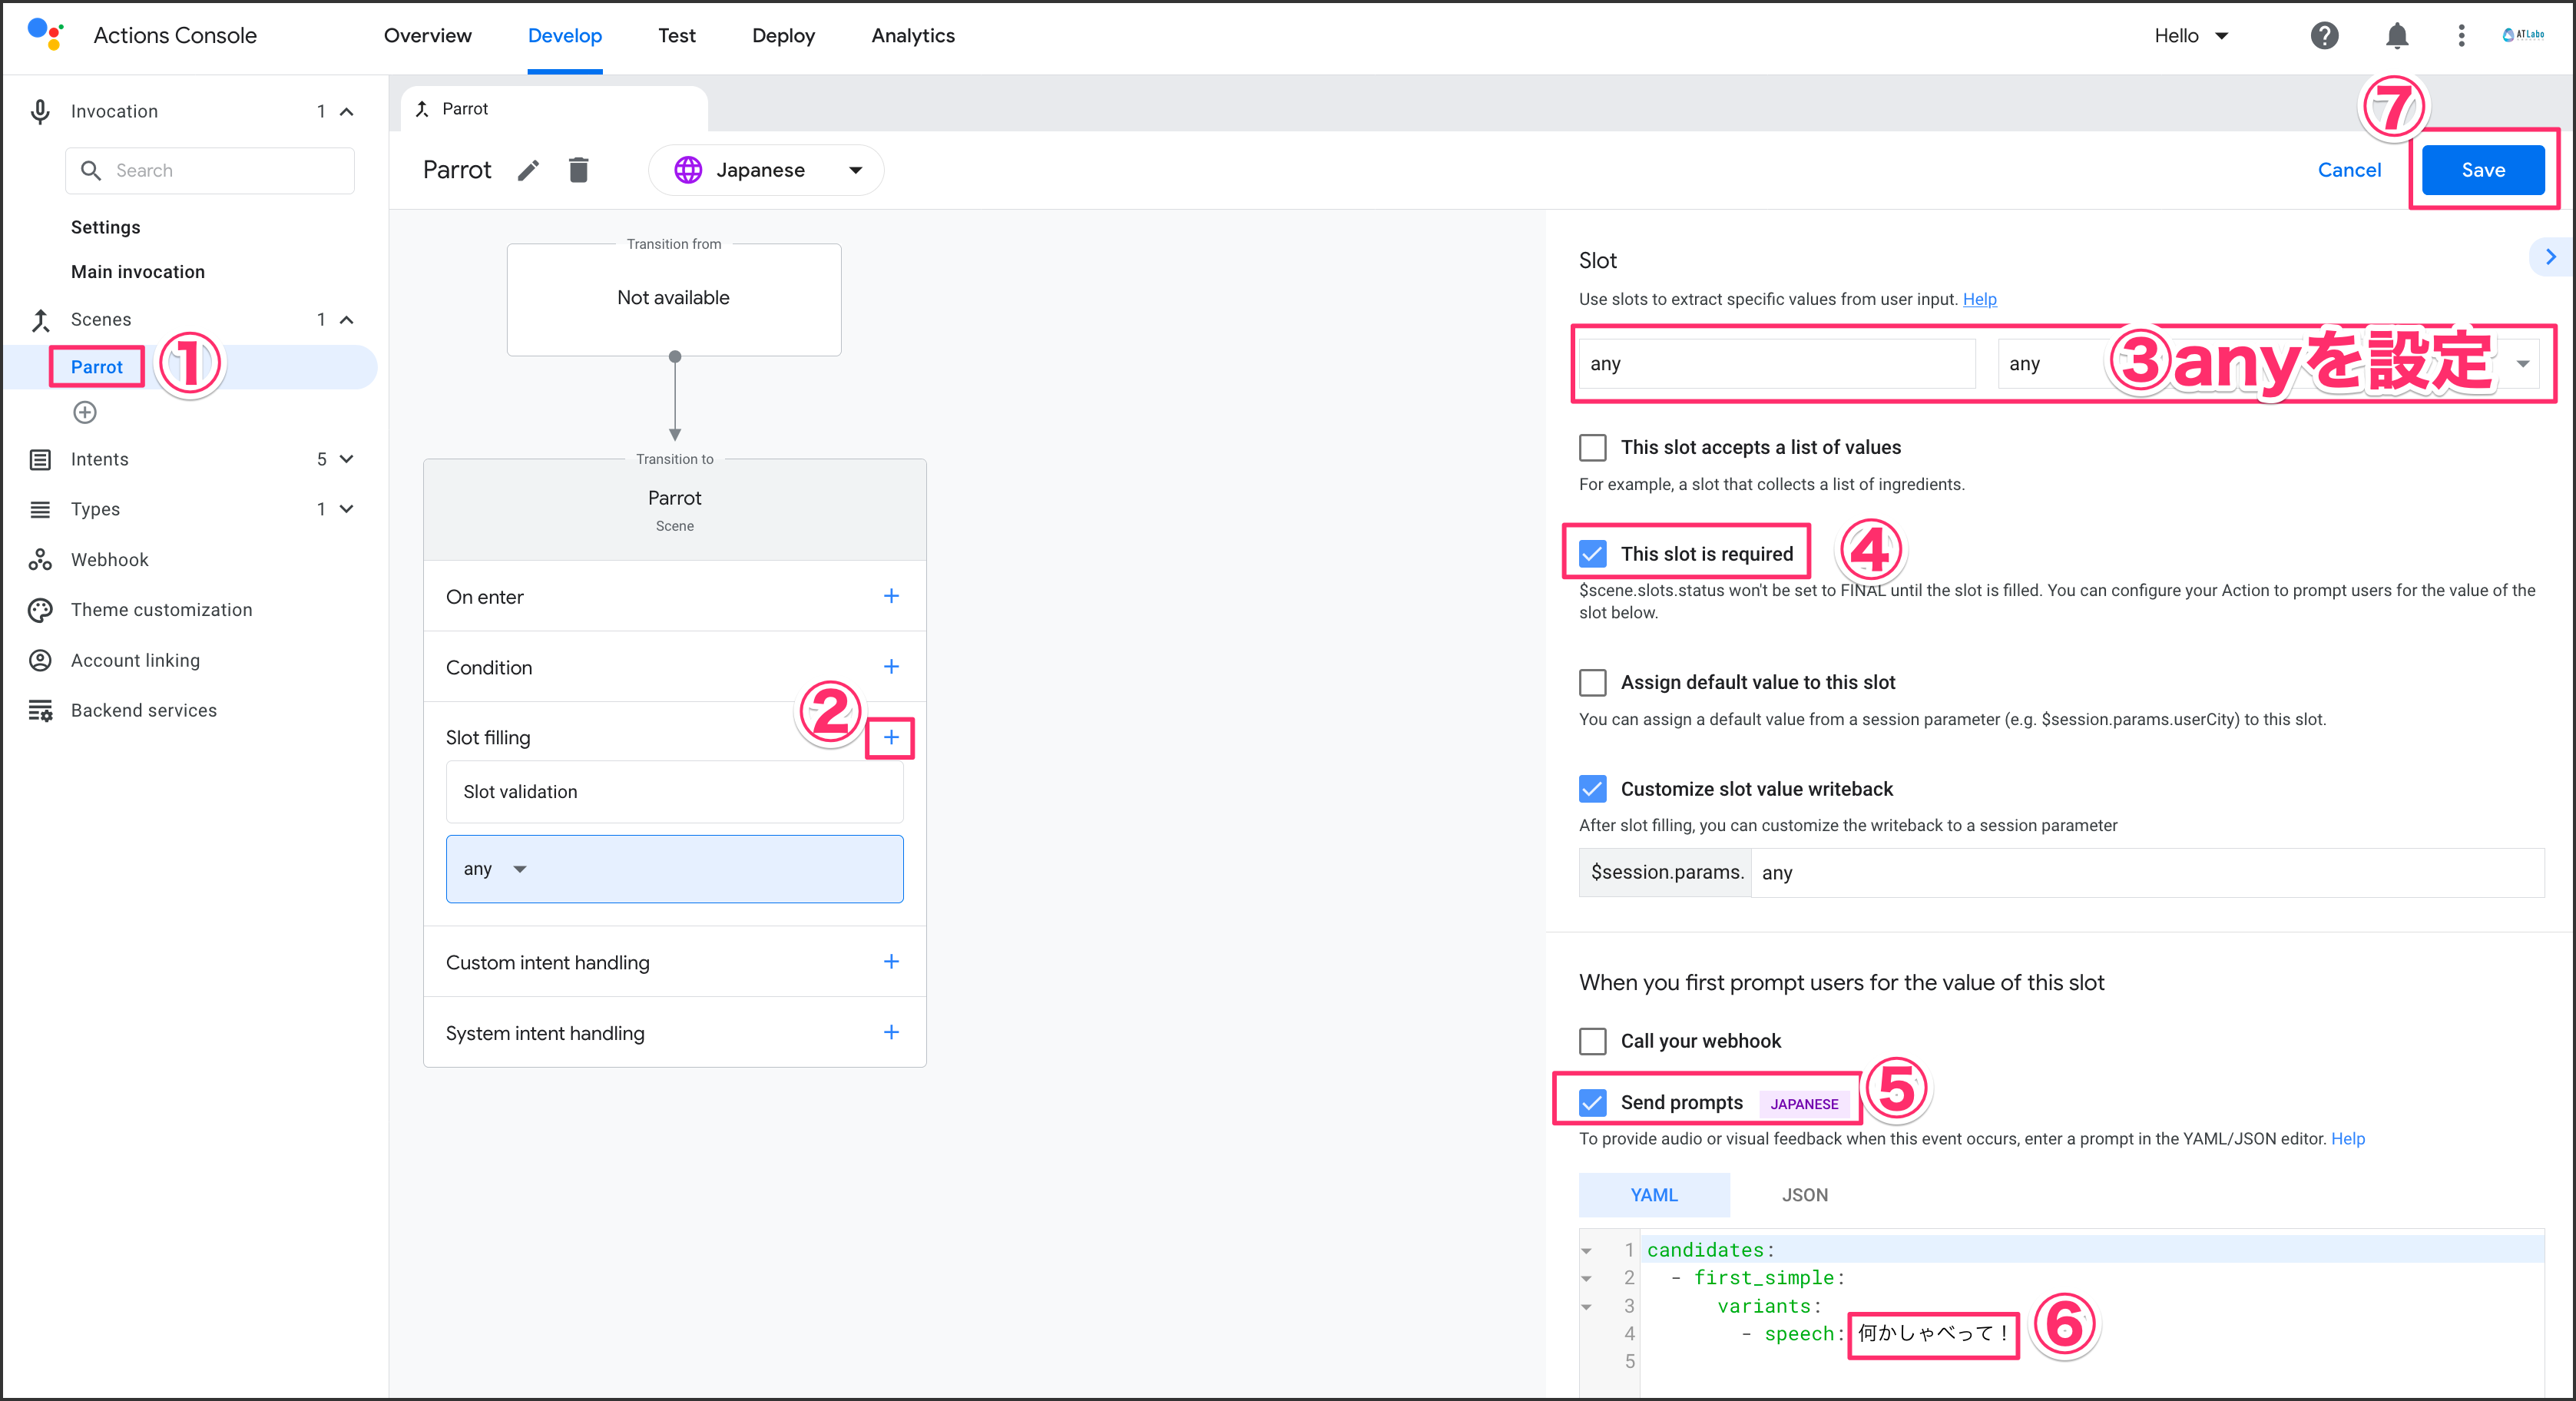 Actions Console
Overview
Develop
Test
Deploy
Analytics
Hello
ATLabo
Invocation 1
Search
Settings
Main invocation
Scenes 1
Parrot ①
Intents 5
Types 1
Webhook
Theme customization
Account linking
Backend services
Parrot
Parrot
Japanese
Cancel
⑦
Save
Transition from
Not available
Transition to
Parrot
Scene
On enter +
Condition +
Slot filling ② +
Slot validation
any
Custom intent handling +
System intent handling +
Slot
Use slots to extract specific values from user input. Help
any
any
③anyを設定
This slot accepts a list of values
For example, a slot that collects a list of ingredients.
This slot is required ④
$scene.slots.status won't be set to FINAL until the slot is filled. You can configure your Action to prompt users for the value of the
slot below.
Assign default value to this slot
You can assign a default value from a session parameter (e.g. $session.params.userCity) to this slot.
Customize slot value writeback
After slot filling, you can customize the writeback to a session parameter
$session.params. any
When you first prompt users for the value of this slot
Call your webhook
Send prompts JAPANESE ⑤
To provide audio or visual feedback when this event occurs, enter a prompt in the YAML/JSON editor. Help
YAML
JSON
1 candidates:
2 - first_simple:
3 variants:
4 - speech: 何かしゃべって！ ⑥
5